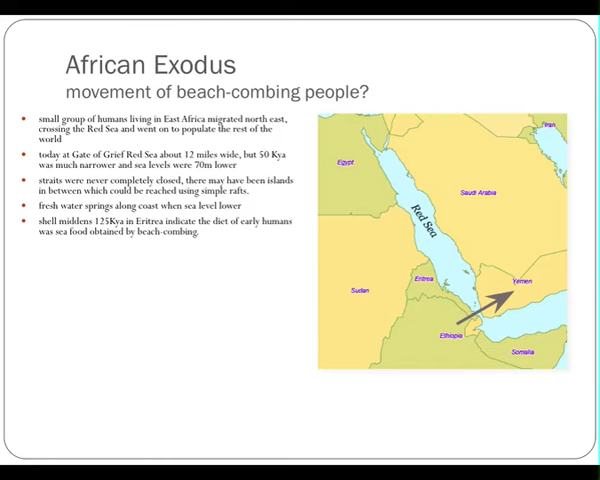 African Exodus
movement of beach-combing people?
small group of humans living in East Africa migrated north east,
crossing the Red Sea and went on to populate the rest of the
world
today at Gate of Grief Red Sea about 12 miles wide, but 50 Kya
was much narrower and sea levels were 70m lower
straits were never completely closed, there may have been islands
in between which could be reached using simple rafts.
fresh water springs along coast when sea level lower
shell middens 125Kya in Eritrea indicate the diet of early humans
was sea food obtained by beach-combing.
Iran
Egypt
Saudi Arabia
Red Sea
Eritrea
Yemen
Sudan
Ethiopia
Somalia